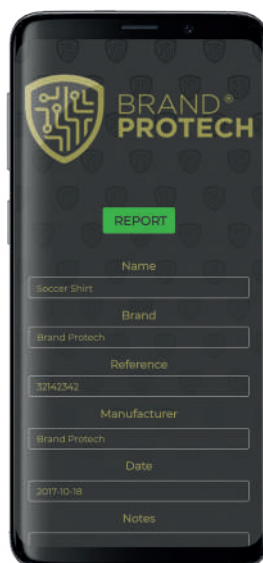 BRAND®
PROTECH
REPORT
Name
Soccer Shirt
Brand
Brand Protech
Reference
32142342
Manufacturer
Brand Protech
Date
2017-10-18
Notes